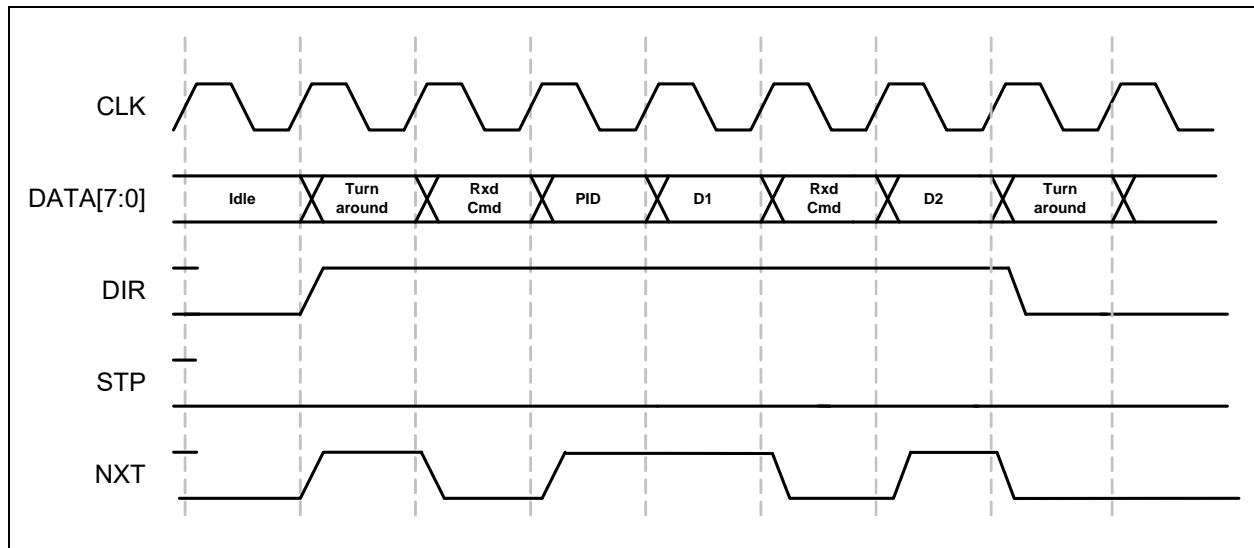 CLK
DATA[7:0]
Idle
Turn
around
Rxd
Cmd
PID
D1
Rxd
Cmd
D2
Turn
around
DIR
STP
NXT